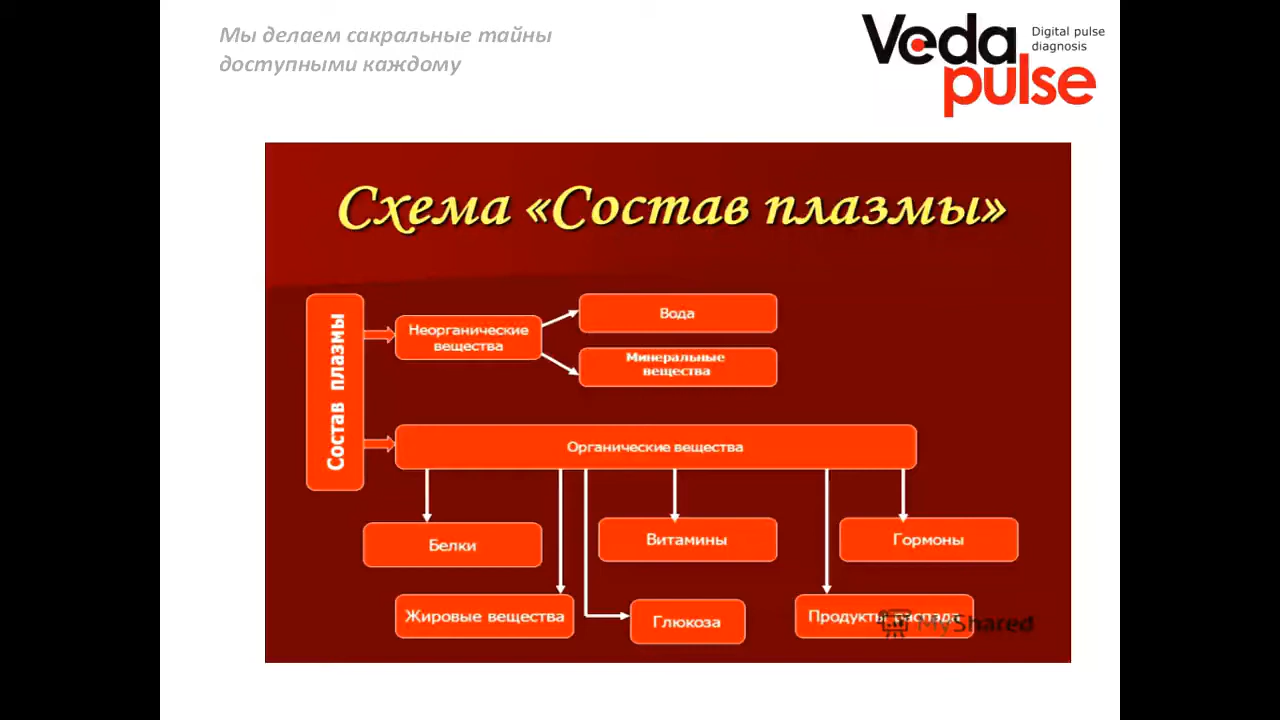 Мы делаем сакральные тайны
доступными каждому
Veda
pulse
Digital pulse
diagnosis
Схема «Состав плазмы»
Состав плазмы
Неорганические
вещества
Вода
Минеральные
вещества
Органические вещества
Белки
Витамины
Гормоны
Жировые вещества
Глюкоза
Продукты распада
MyShared